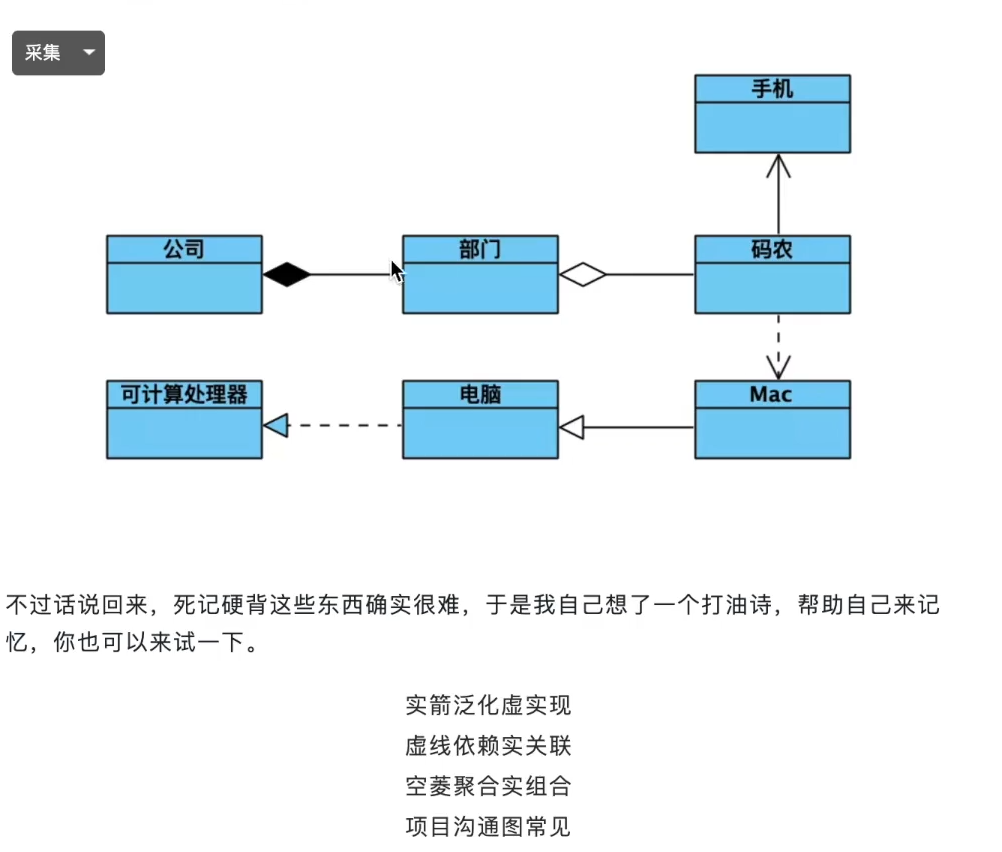 采集
手机
公司
部门
码农
可计算处理器
电脑
Mac
不过话说回来，死记硬背这些东西确实很难，于是我自己想了一个打油诗，帮助自己来记
忆，你也可以来试一下。
实箭泛化虚实现
虚线依赖实关联
空菱聚合实组合
项目沟通图常见